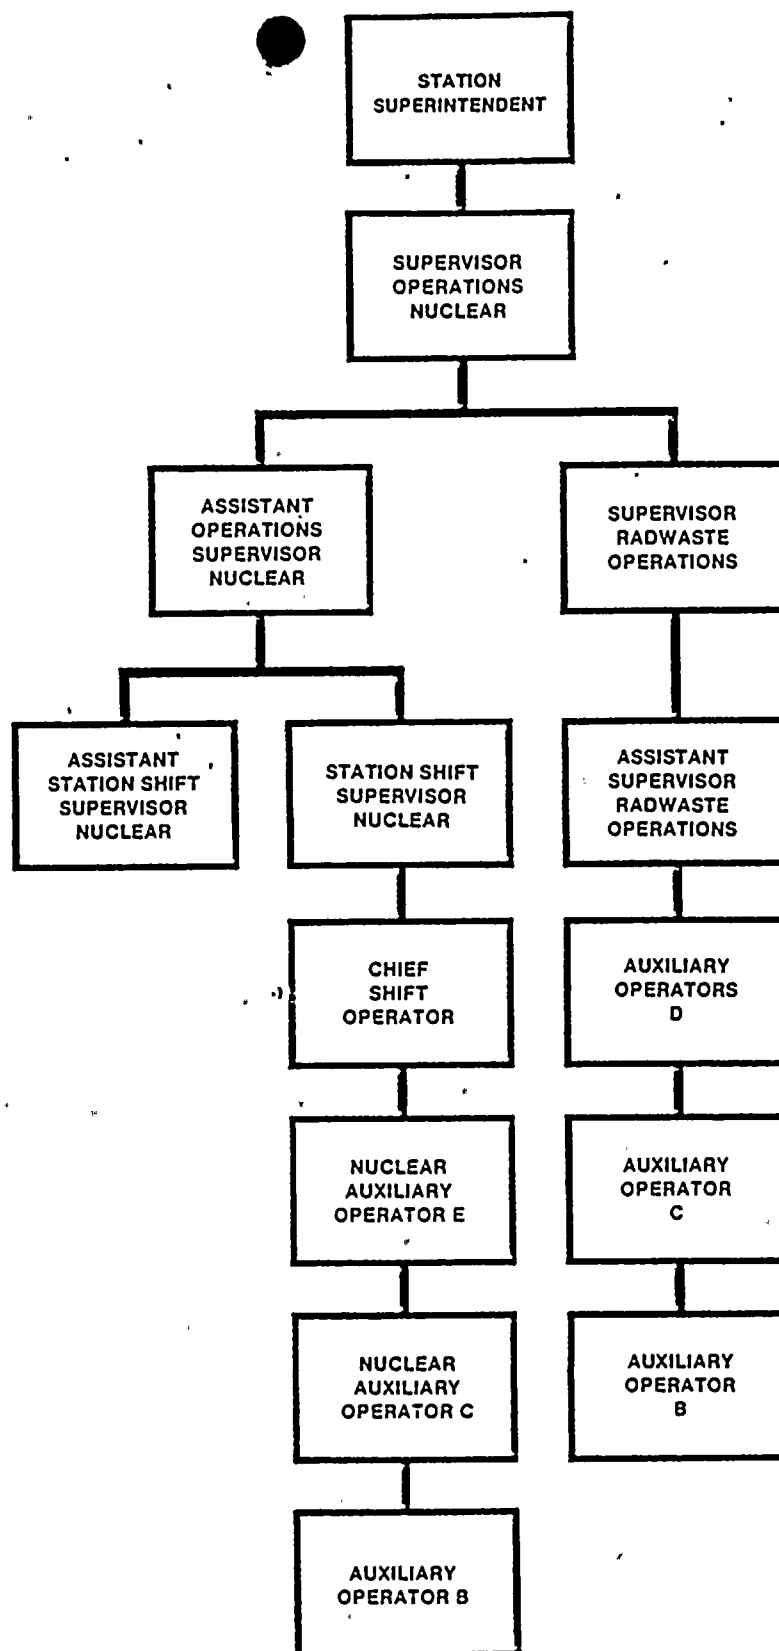 STATION
SUPERINTENDENT
SUPERVISOR
OPERATIONS
NUCLEAR
ASSISTANT
OPERATIONS
SUPERVISOR
NUCLEAR
SUPERVISOR
RADWASTE
OPERATIONS
ASSISTANT
STATION SHIFT
SUPERVISOR
NUCLEAR
STATION SHIFT
SUPERVISOR
NUCLEAR
ASSISTANT
SUPERVISOR
RADWASTE
OPERATIONS
CHIEF
SHIFT
OPERATOR
AUXILIARY
OPERATORS
D
NUCLEAR
AUXILIARY
OPERATOR E
AUXILIARY
OPERATOR
C
NUCLEAR
AUXILIARY
OPERATOR C
AUXILIARY
OPERATOR
B
AUXILIARY
OPERATOR B